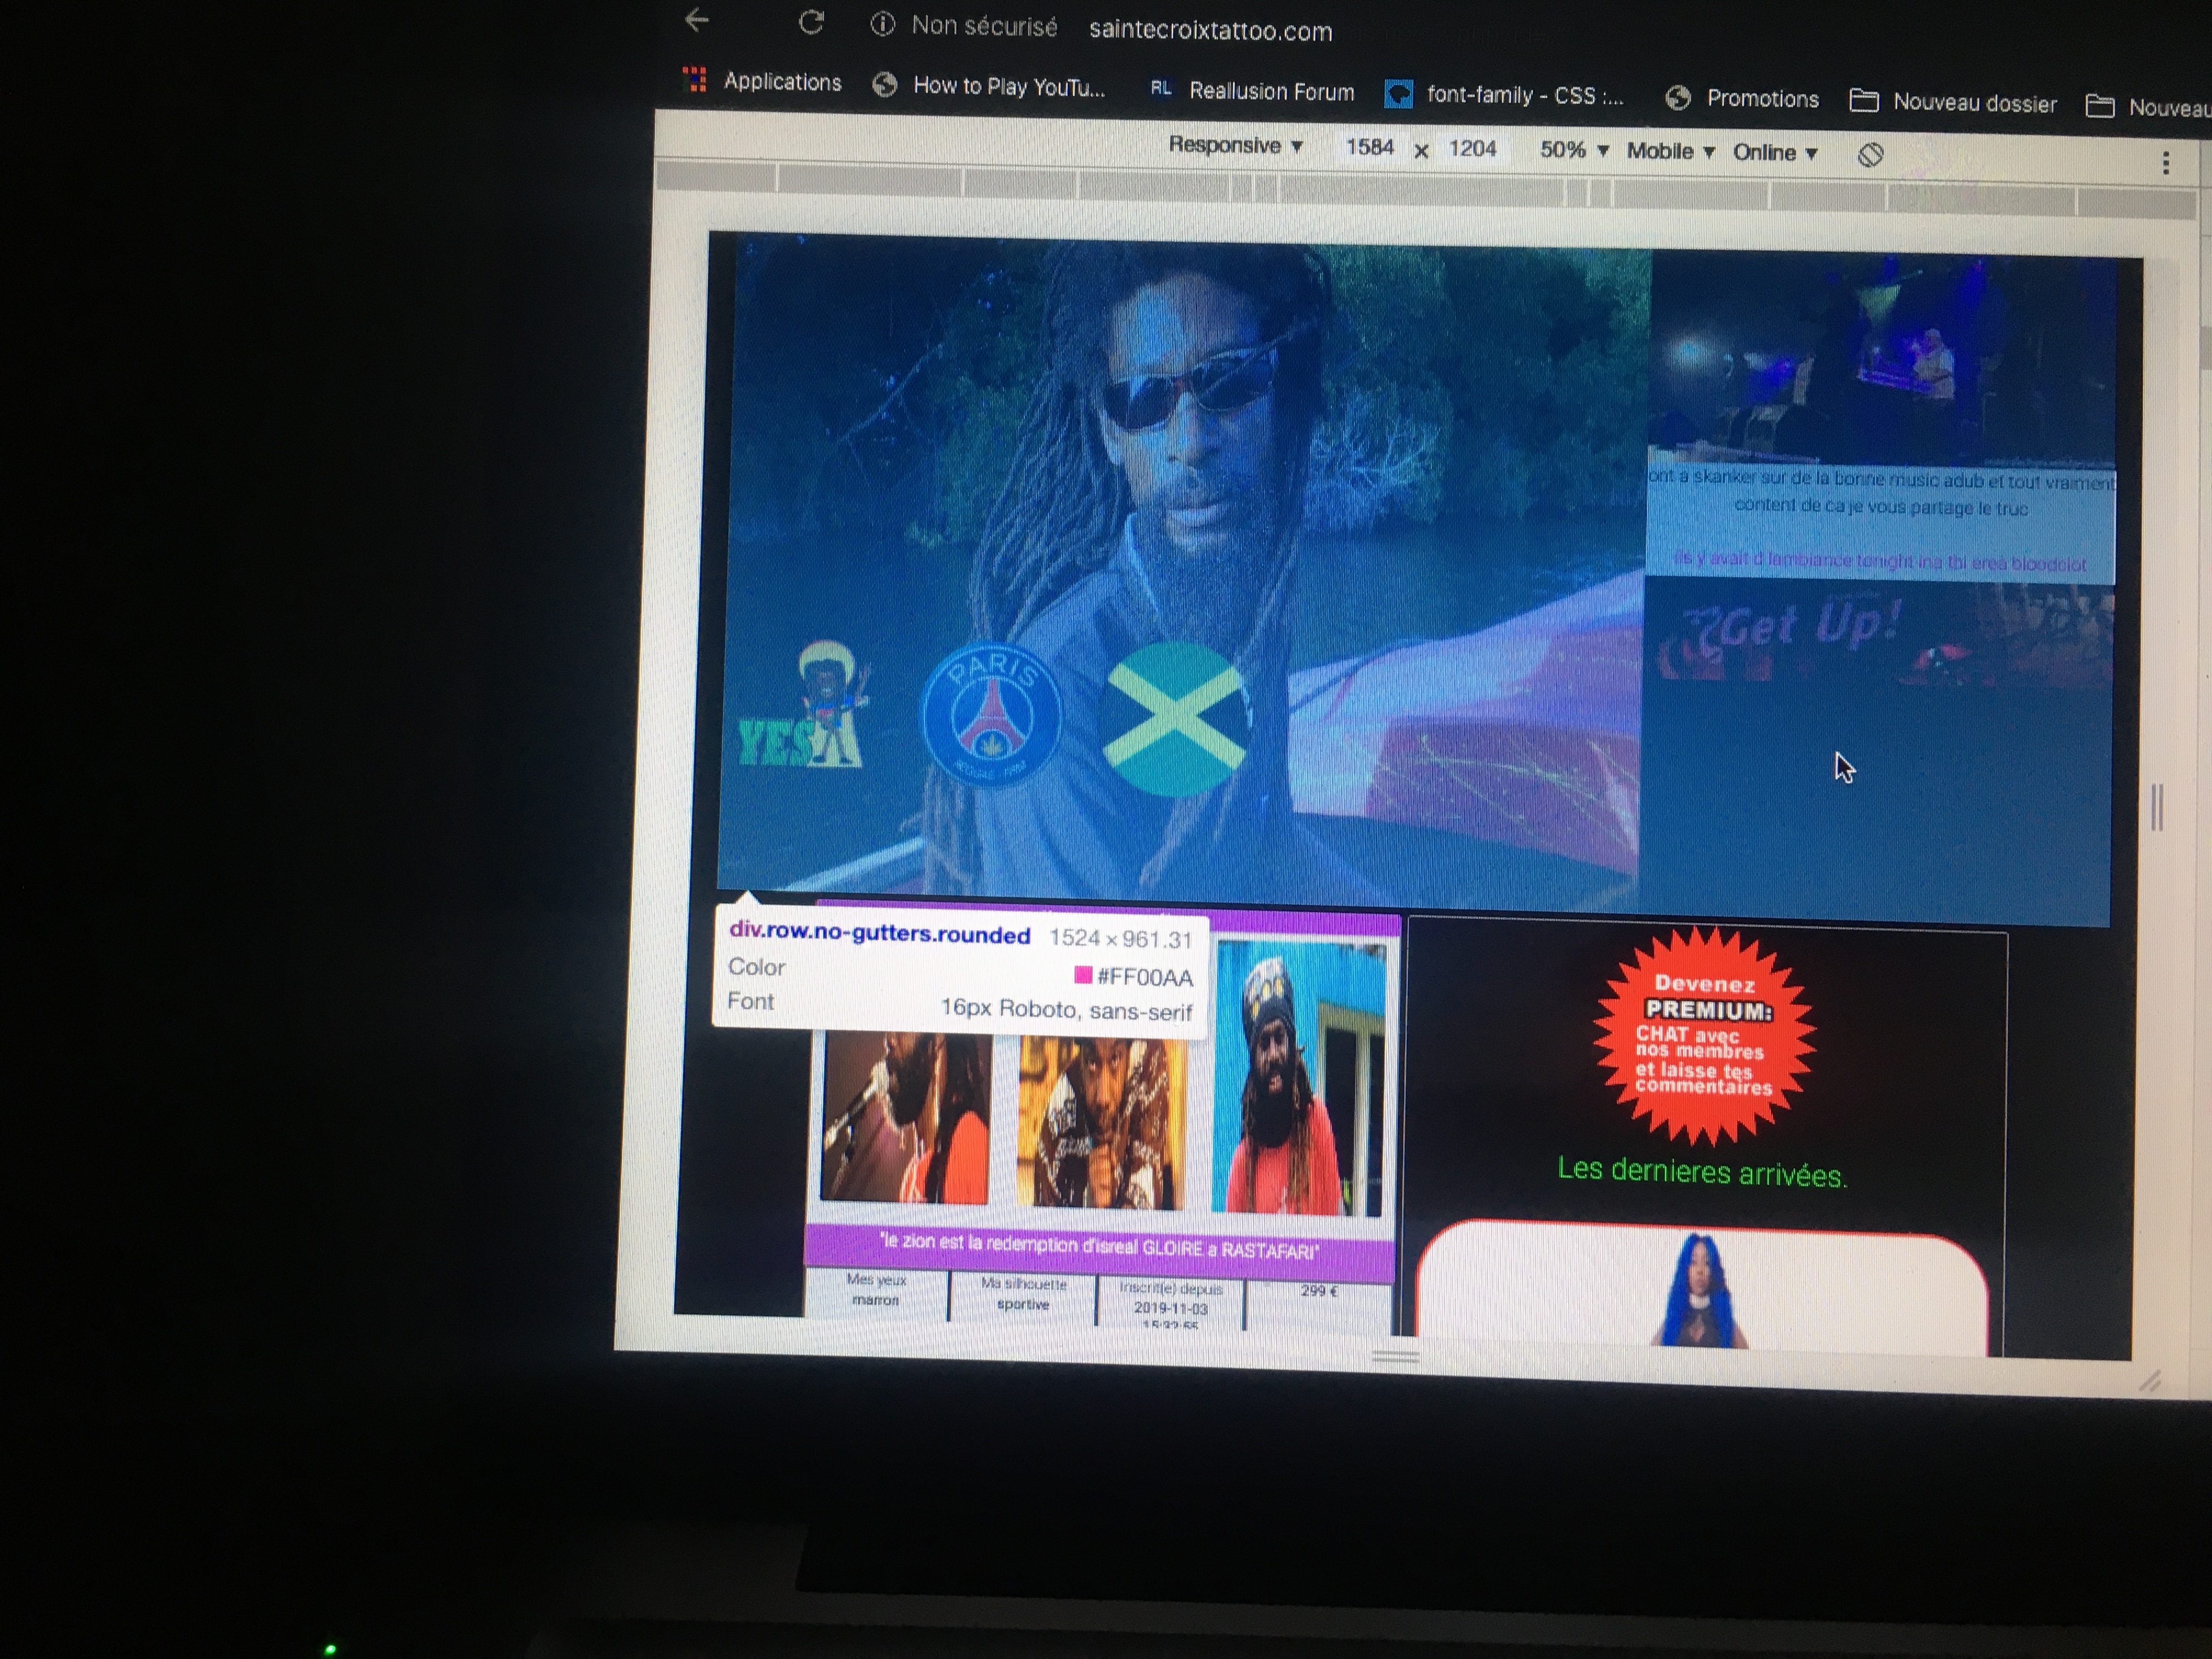 Non sécurisé saintecroixtattoo.com
Applications How to Play YouTu... RL Reallusion Forum font-family - CSS :... Promotions Nouveau dossier Nouveau
Responsive ▼ 1584 x 1204 50% ▼ Mobile ▼ Online ▼
ont a skanker sur de la bonne music adub et tout vraiment
content de ca je vous partage le truc
ils y avait d lambiance tonight ina thi erea bloodclot
Get Up!
YES
PARIS
div.row.no-gutters.rounded 1524 × 961.31
Color #FF00AA
Font 16px Roboto, sans-serif
Devenez
PREMIUM:
CHAT avec
nos membres
et laisse tes
commentaires
Les dernieres arrivées.
"le zion est la redemption d'isreal GLOIRE a RASTAFARI"
Mes yeux
marron
Ma silhouette
sportive
Inscrit(e) depuis
2019-11-03
299 €